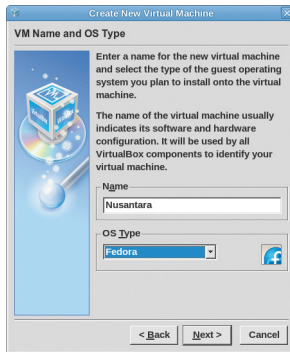 Create New Virtual Machine
VM Name and OS Type
Enter a name for the new virtual machine
and select the type of the guest operating
system you plan to install onto the virtual
machine.
The name of the virtual machine usually
indicates its software and hardware
configuration. It will be used by all
VirtualBox components to identify your
virtual machine.
Name
Nusantara
OS Type
Fedora
< Back
Next >
Cancel